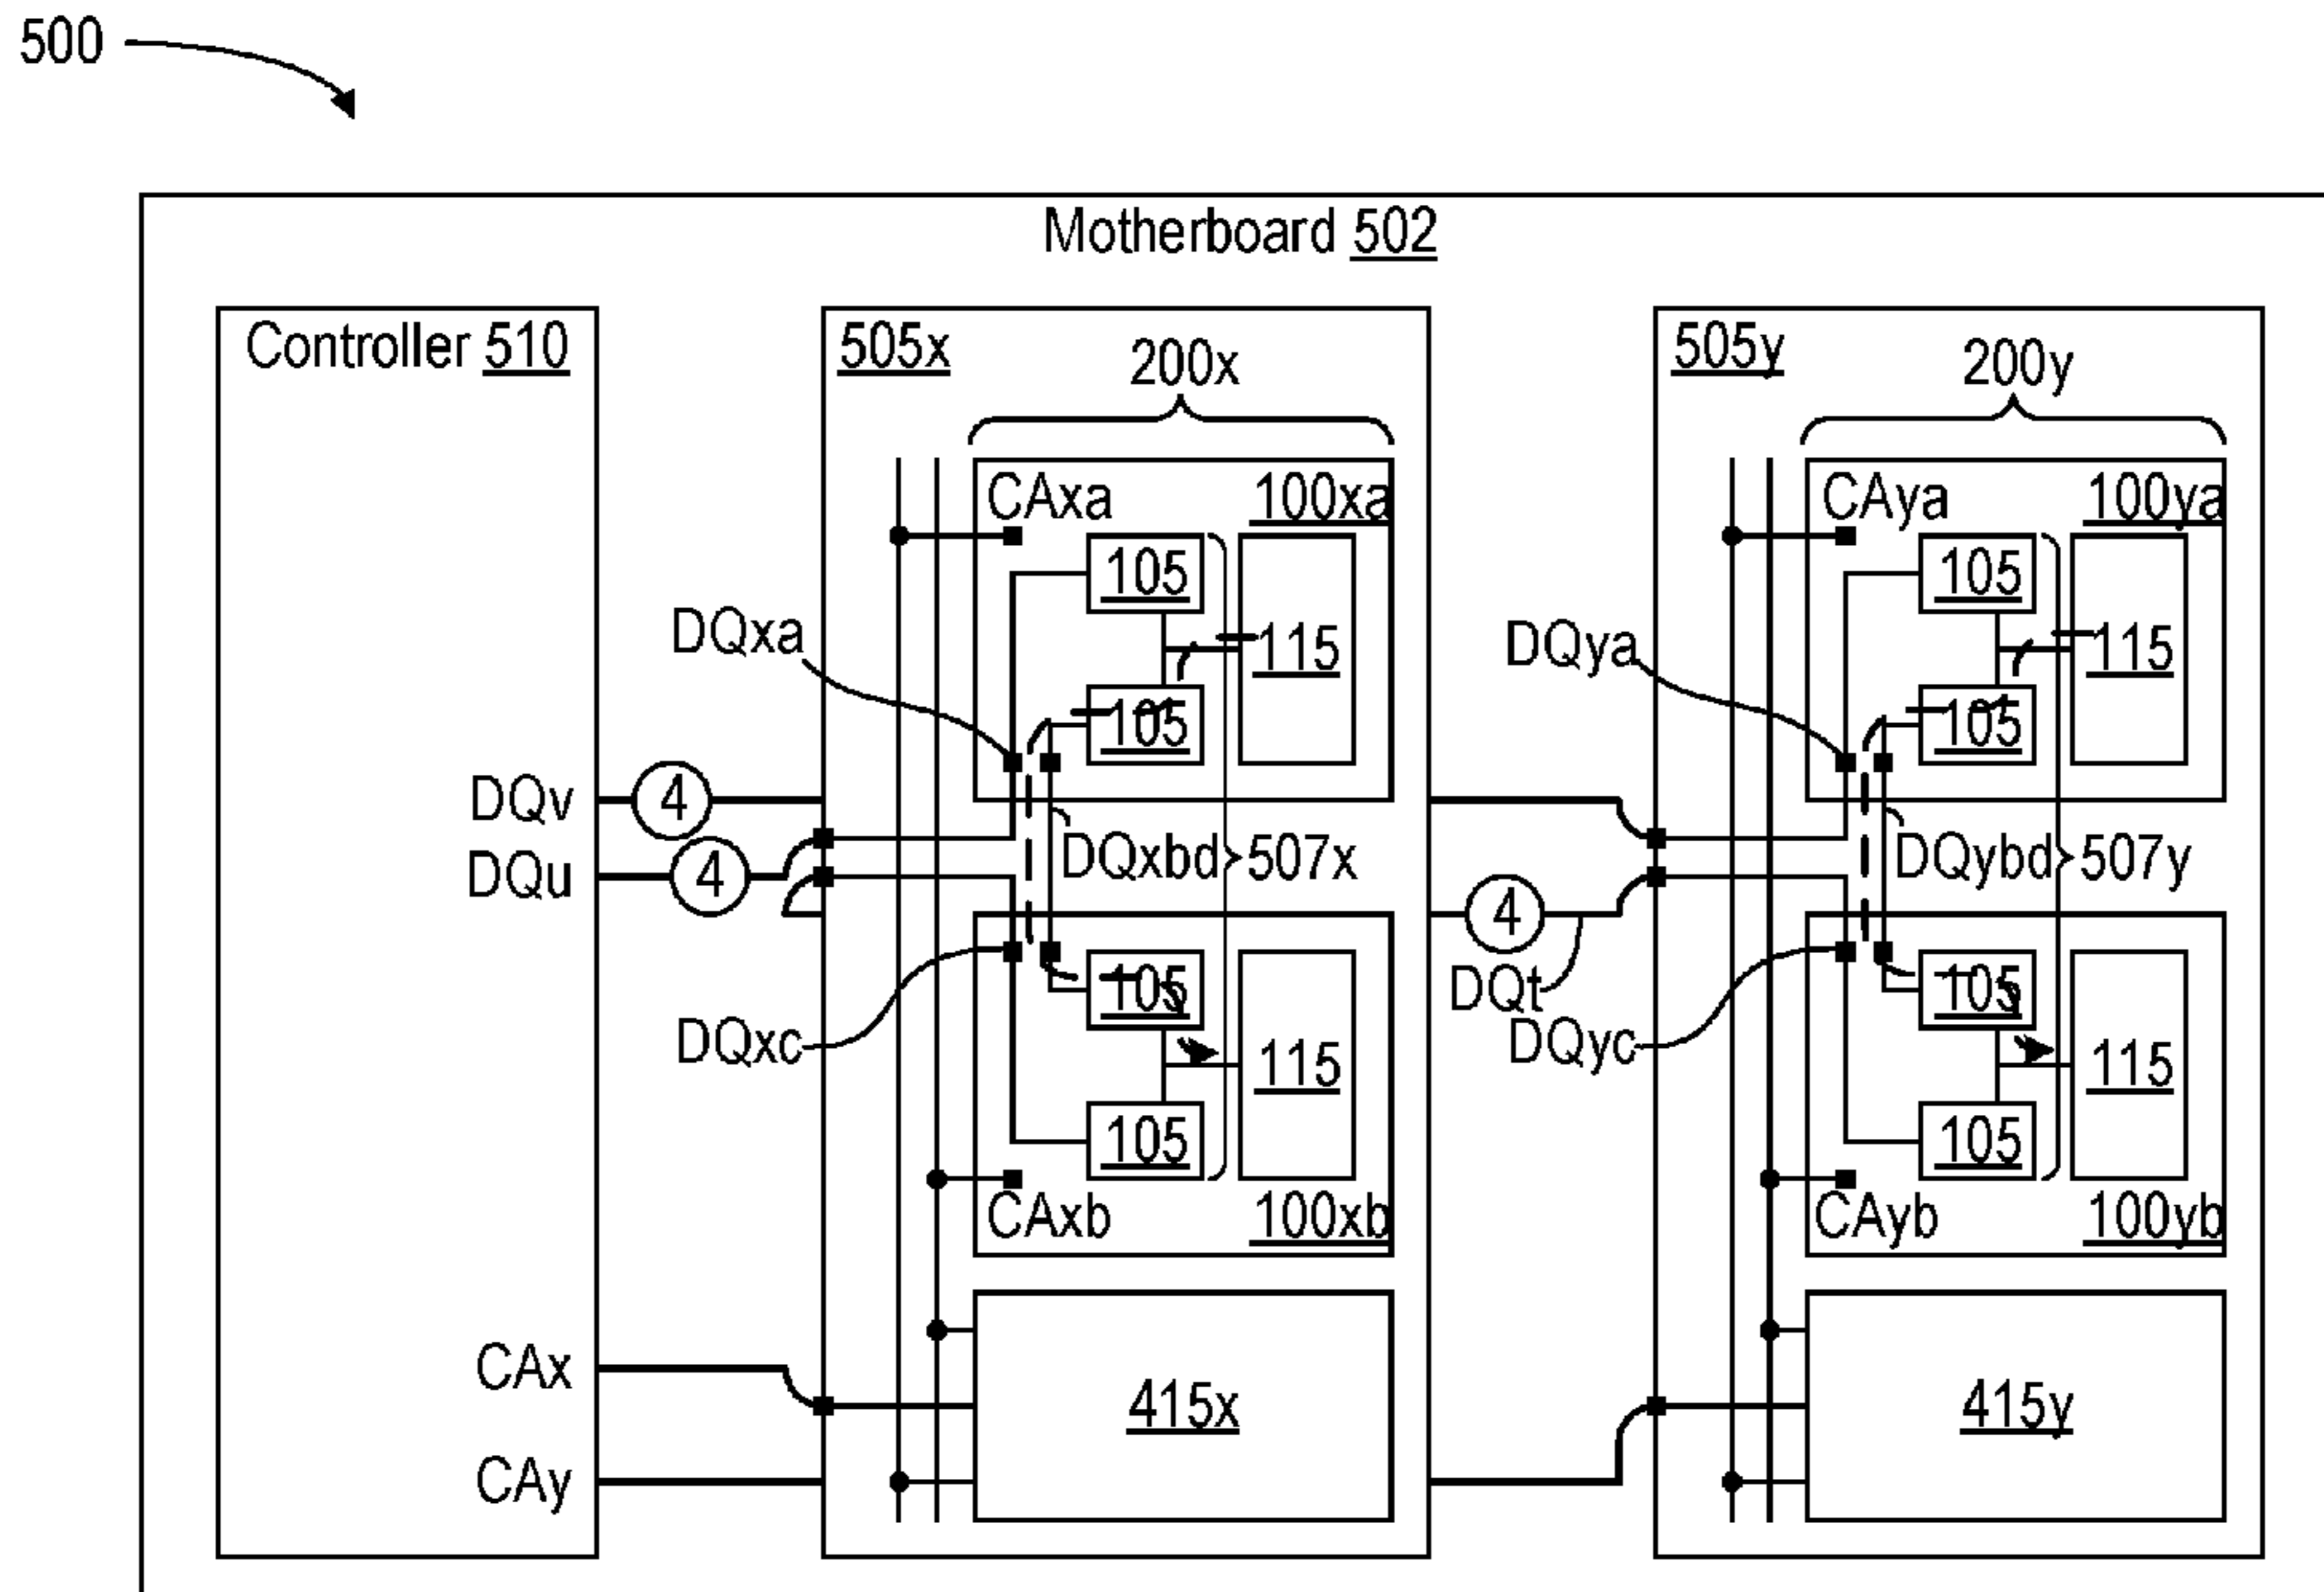 500
Motherboard 502
Controller 510
505x
200x
505y
200y
CAxa
100xa
CAya
100ya
105
105
DQxa
115
DQya
115
105
105
DQv
4
DQu
4
DQxbd
507x
DQybd
507y
4
105
DQt
105
DQxc
115
DQyc
115
105
105
CAxb
100xb
CAyb
100yb
CAx
415x
415y
CAy